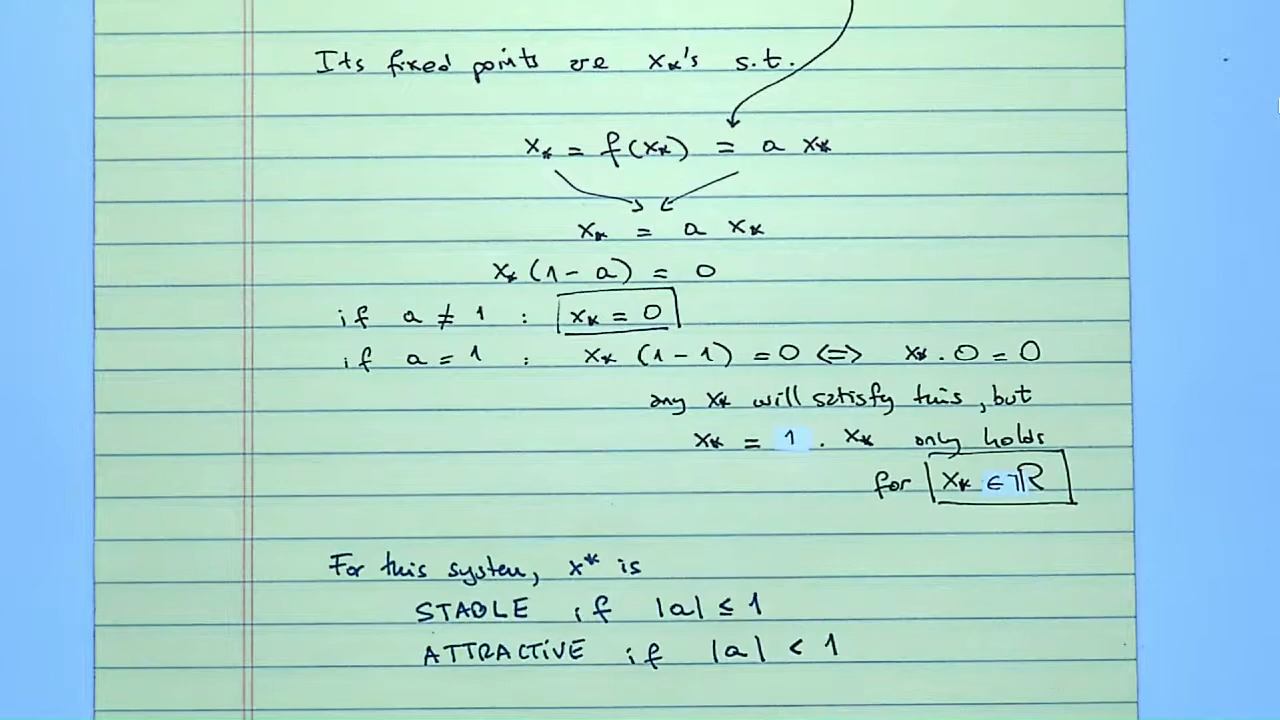 Its fixed points are x*'s s.t.
x* = f(x*) = a x*
x* = a x*
x* (1 - a) = 0
if a ≠ 1 : x* = 0
if a = 1 : x* (1 - 1) = 0 <=> x* . 0 = 0
any x* will satisfy this, but
x* = 1 . x* only holds
for x* ∈ ℝ
For this system, x* is
STABLE if |a| ≤ 1
ATTRACTIVE if |a| < 1